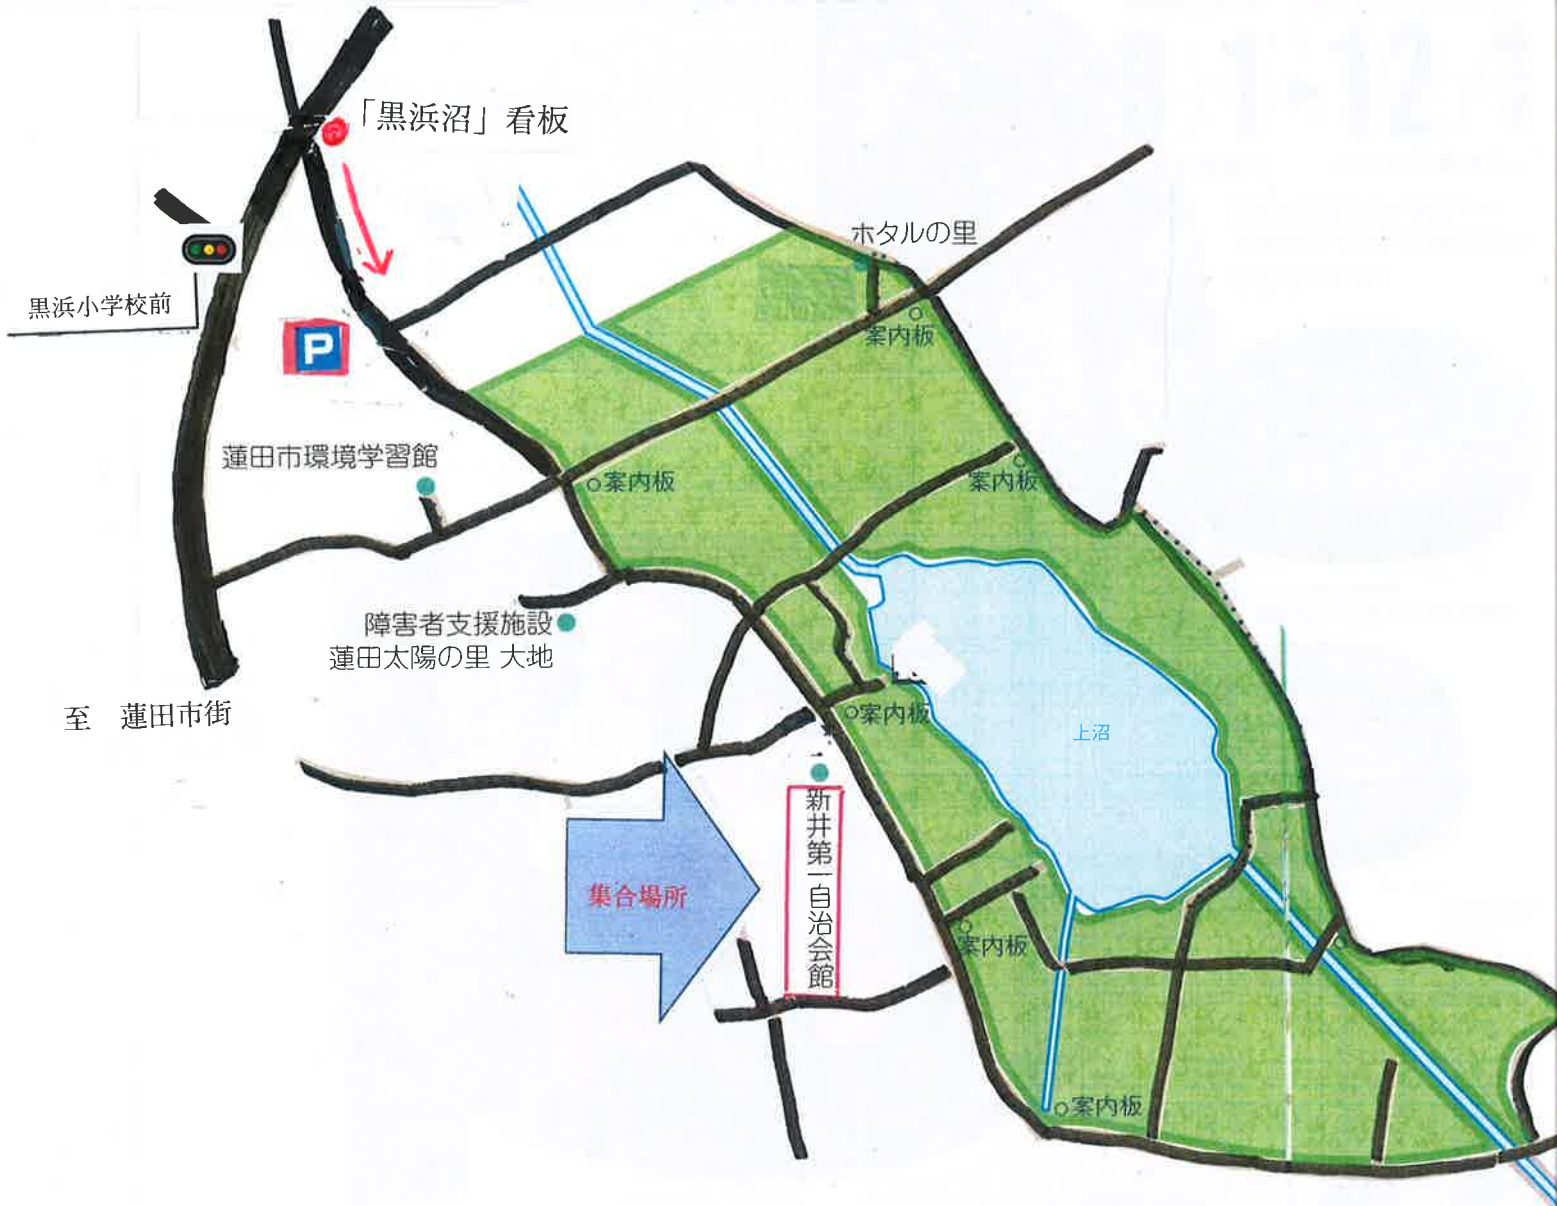 「黒浜沼」看板
ホタルの里
黒浜小学校前
案内板
P
蓮田市環境学習館
案内板
案内板
障害者支援施設
蓮田太陽の里 大地
至 蓮田市街
案内板
上沼
新井第一自治会館
集合場所
案内板
案内板